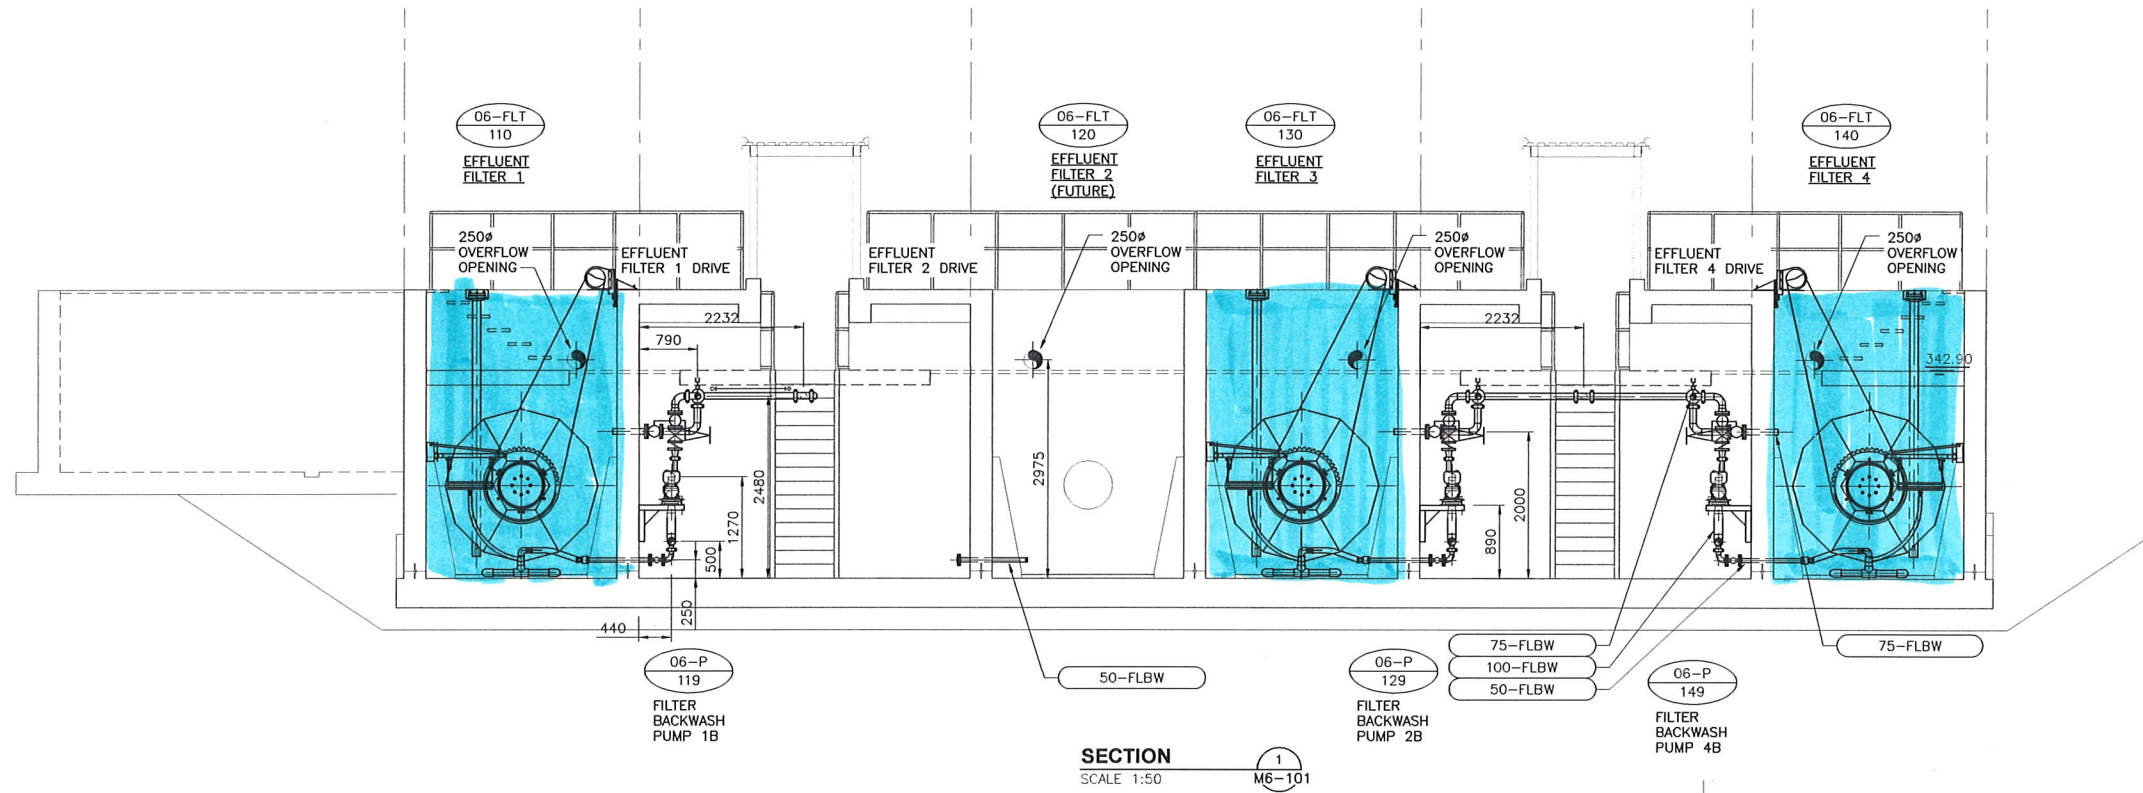 06-FLT
110
EFFLUENT
FILTER 1
06-FLT
120
EFFLUENT
FILTER 2
(FUTURE)
06-FLT
130
EFFLUENT
FILTER 3
06-FLT
140
EFFLUENT
FILTER 4
250ø
OVERFLOW
OPENING
EFFLUENT
FILTER 1 DRIVE
EFFLUENT
FILTER 2 DRIVE
250ø
OVERFLOW
OPENING
250ø
OVERFLOW
OPENING
EFFLUENT
FILTER 4 DRIVE
250ø
OVERFLOW
OPENING
2232
790
2232
342.90
2480
1270
500
250
440
2975
2000
890
06-P
119
FILTER
BACKWASH
PUMP 1B
50-FLBW
06-P
129
FILTER
BACKWASH
PUMP 2B
75-FLBW
100-FLBW
50-FLBW
06-P
149
FILTER
BACKWASH
PUMP 4B
75-FLBW
SECTION
SCALE 1:50
1
M6-101